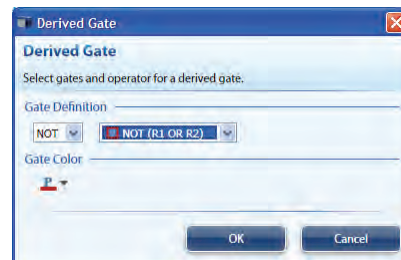 Derived Gate
Derived Gate
Select gates and operator for a derived gate.
Gate Definition
NOT NOT (R1 OR R2)
Gate Color
P
OK Cancel